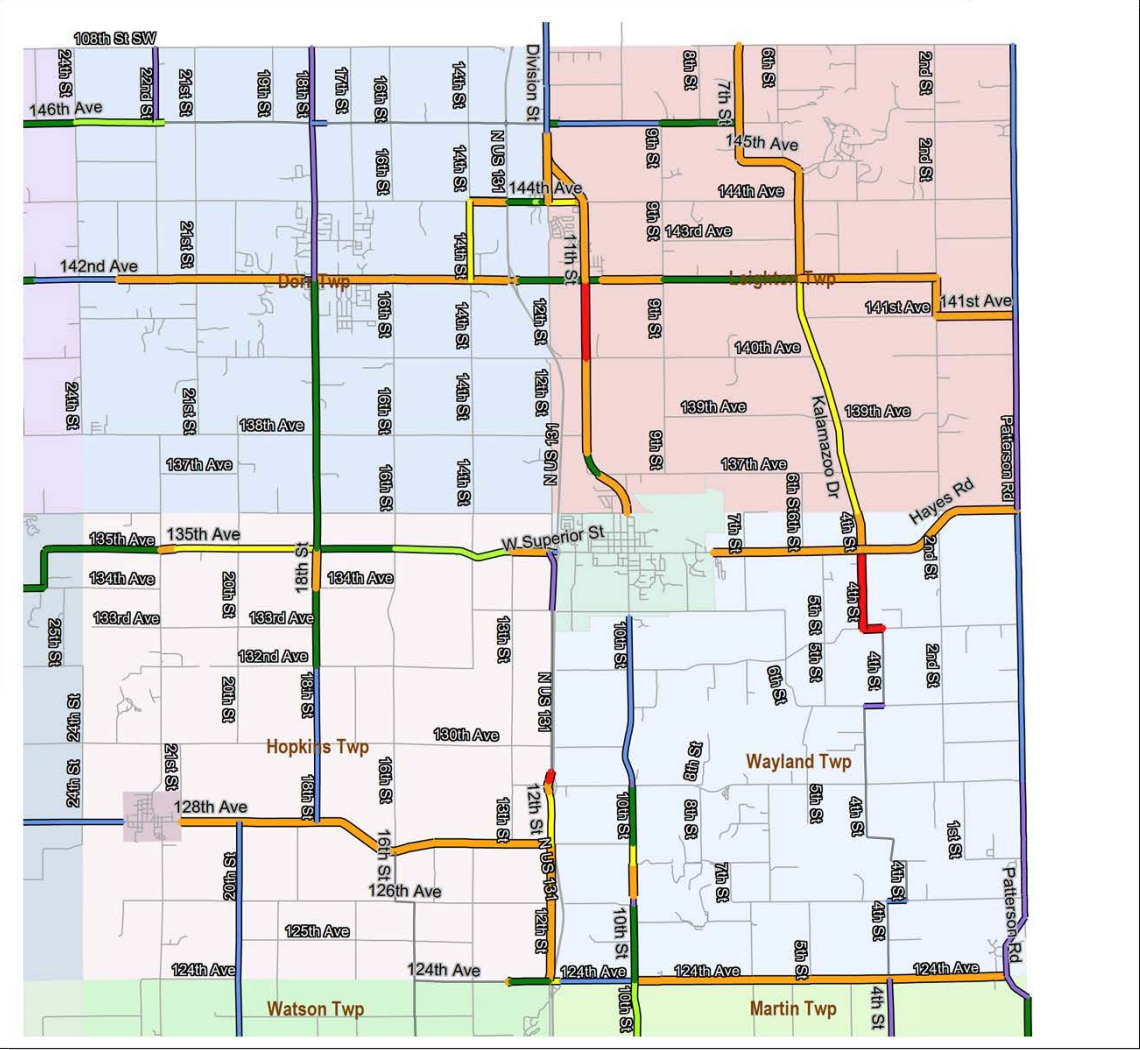 108th St SW
24th St
22nd St
21st St
19th St
18th St
17th St
16th St
14th St
Division St
8th St
7th St
6th St
2nd St
146th Ave
N US 131
9th St
145th Ave
2nd St
16th St
14th St
144th Ave
144th Ave
9th St
143rd Ave
21st St
14th St
11th St
142nd Ave
Dorr Twp
Leighton Twp
141st Ave
141st Ave
16th St
14th St
12th St
9th St
140th Ave
24th St
21st St
16th St
14th St
12th St
139th Ave
139th Ave
Kalamazoo Dr
138th Ave
137th Ave
16th St
14th St
N US 131
9th St
137th Ave
Patterson Rd
6th St
6th St
Hayes Rd
135th Ave
135th Ave
W Superior St
7th St
4th St
2nd St
18th St
134th Ave
134th Ave
20th St
4th St
133rd Ave
133rd Ave
5th St
25th St
13th St
10th St
132nd Ave
5th St
4th St
2nd St
6th St
20th St
18th St
N US 131
24th St
130th Ave
Hopkins Twp
Wayland Twp
8th St
21st St
24th St
18th St
16th St
128th Ave
12th St
13th St
10th St
8th St
5th St
4th St
1st St
16th St
N US 131
20th St
126th Ave
7th St
4th St
Patterson Rd
125th Ave
12th St
10th St
4th St
5th St
124th Ave
124th Ave
124th Ave
124th Ave
124th Ave
Watson Twp
10th St
Martin Twp
4th St